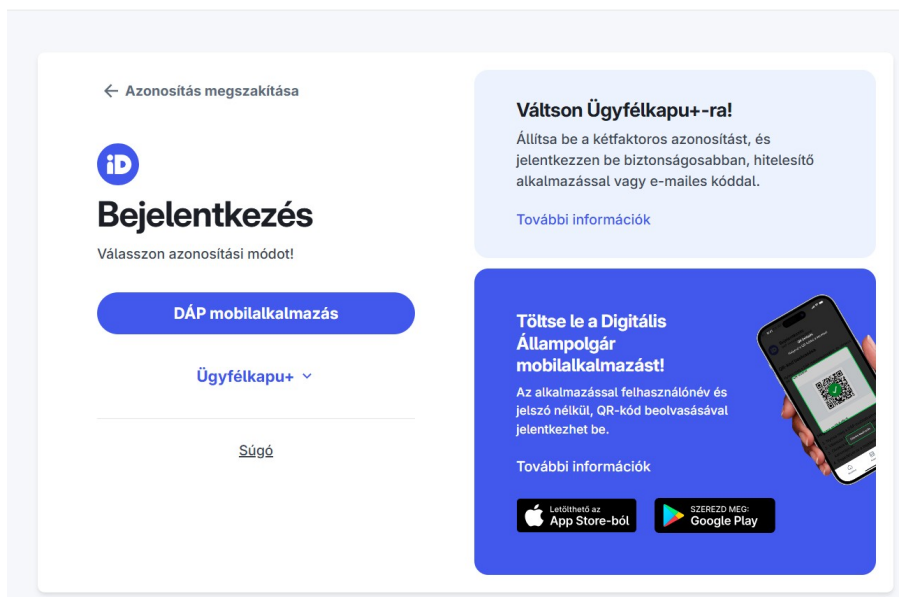 ← Azonosítás megszakítása
iD
Bejelentkezés
Válasszon azonosítási módot!
DÁP mobilalkalmazás
Ügyfélkapu+
Súgó
Váltson Ügyfélkapu+-ra!
Állítsa be a kétfaktoros azonosítást, és
jelentkezzen be biztonságosabban, hitelesítő
alkalmazással vagy e-mailes kóddal.
További információk
Töltse le a Digitális
Állampolgár
mobilalkalmazást!
Az alkalmazással felhasználónév és
jelszó nélkül, QR-kód beolvasásával
jelentkezhet be.
További információk
Letölthető az
App Store-ból
SZEREZD MEG:
Google Play